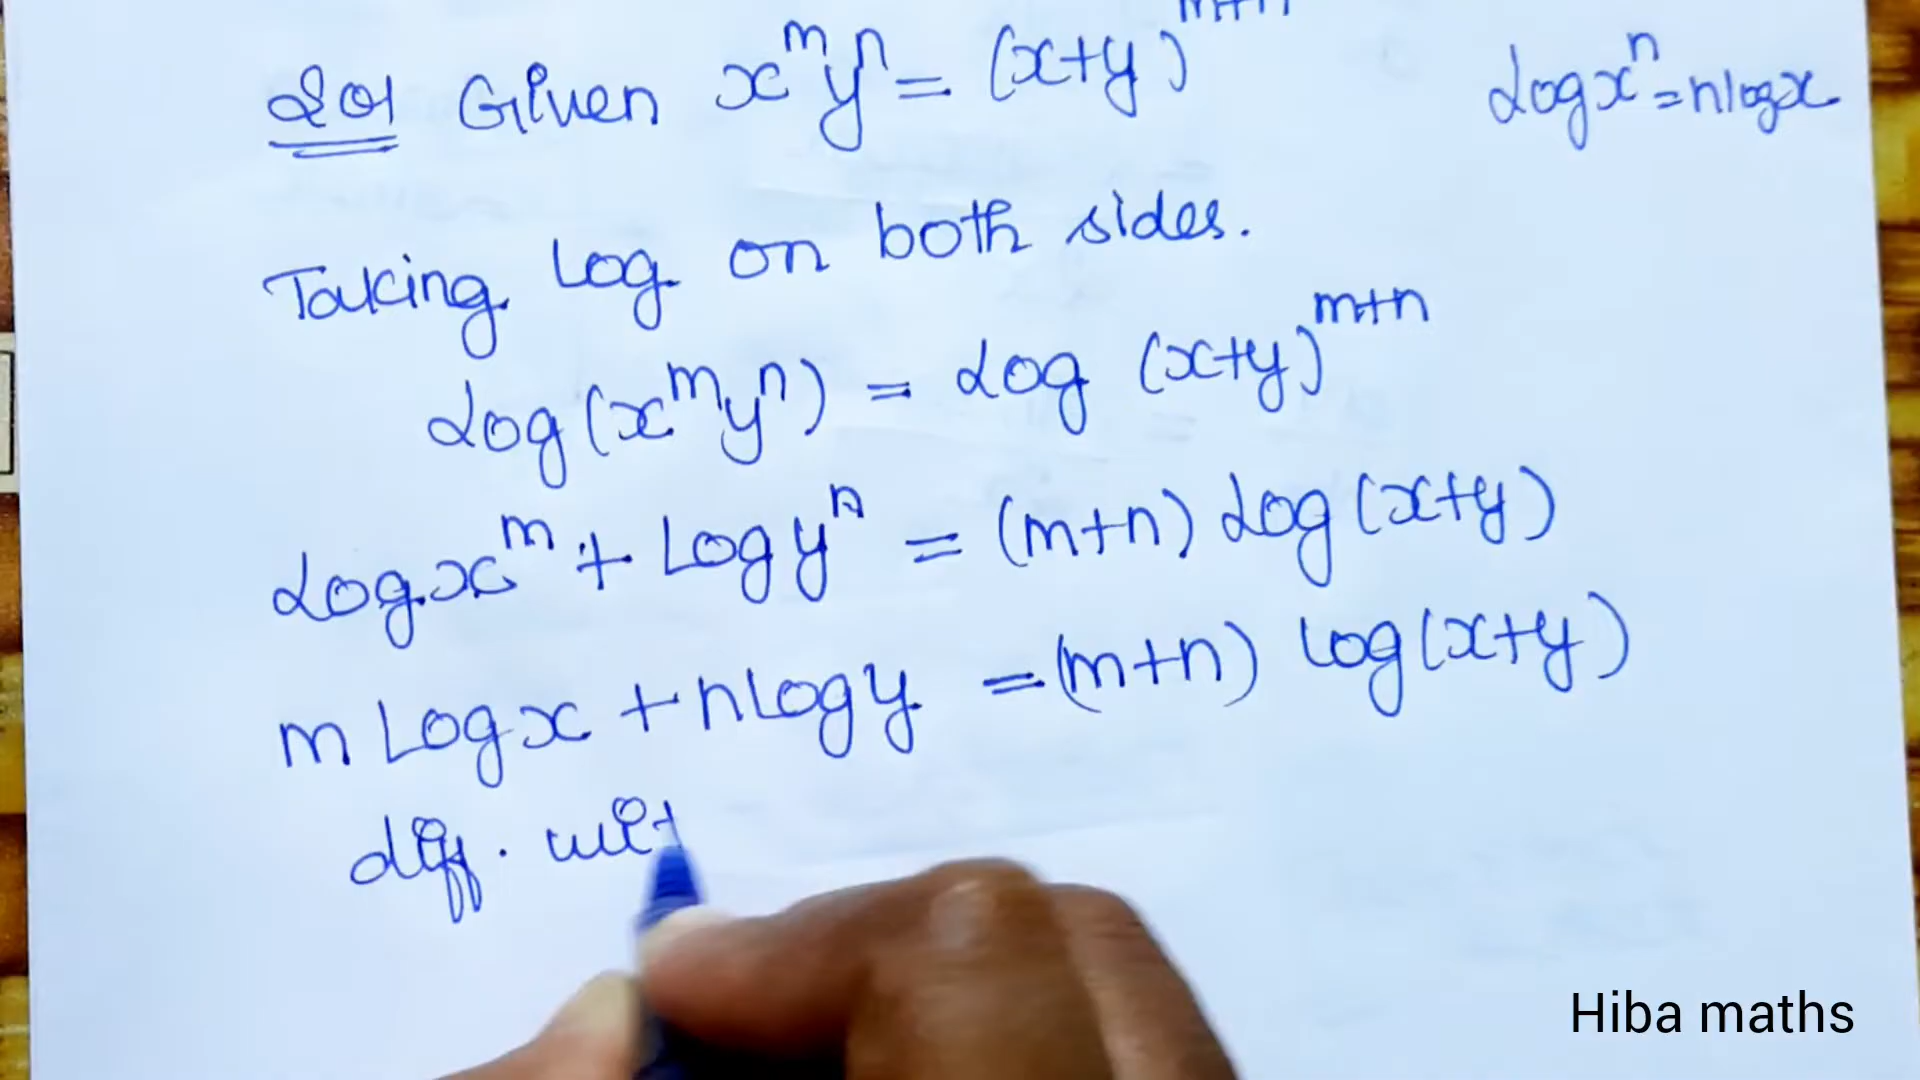 Sol Given x^m y^n = (x+y)^m+n
Log x^n = n log x
Taking Log on both sides.
Log (x^m y^n) = Log (x+y)^m+n
Log x^m + Log y^n = (m+n) Log (x+y)
m Log x + n log y = (m+n) log (x+y)
diff. wit
Hiba maths